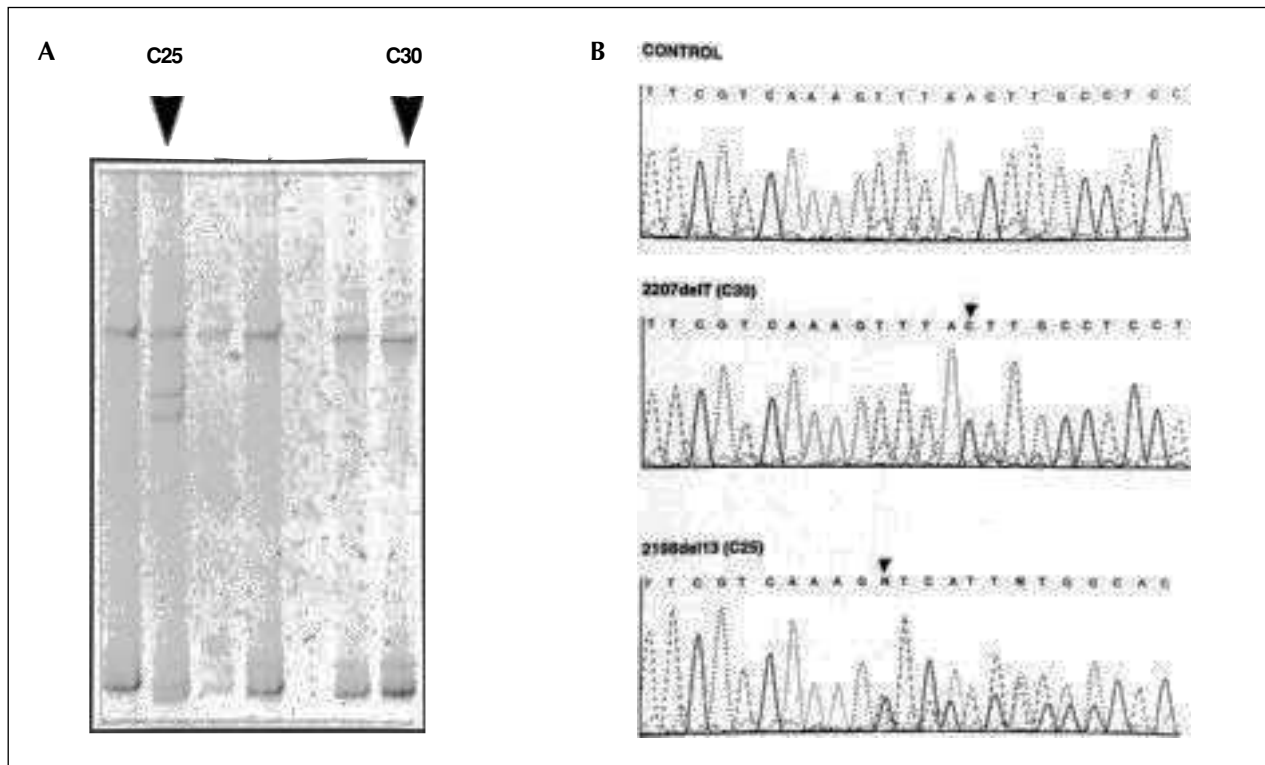 A
C25
C30
B
CONTROL
T T C G T C A A A G T T T A A C T T G C C T C C
2207delT (C30)
T T C G T C A A A G T T T A C T T G C C T C C T
2198del13 (C25)
T T C G T C A A A G N T C A T T N T G G C A C